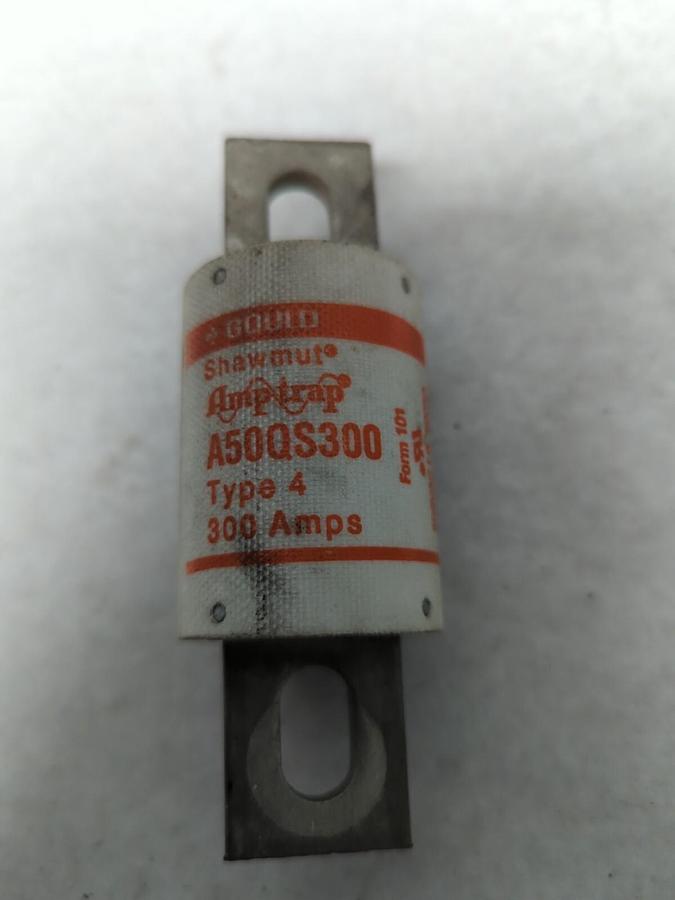 GOULD
Shawmut®
Amp-trap®
A50QS300
Type 4
300 Amps
Form 101